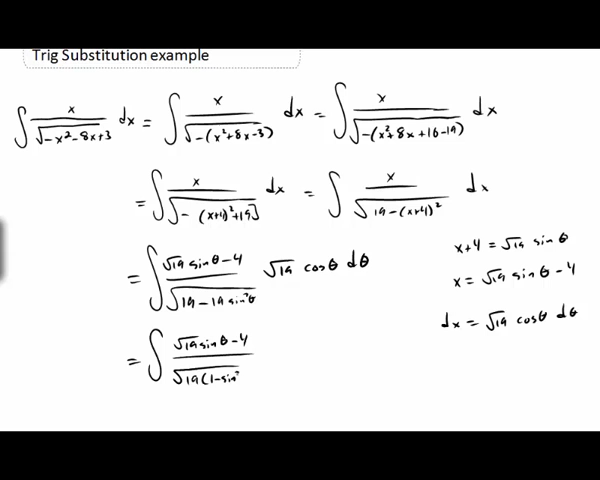 Trig Substitution example
∫ x/√(-x²-8x+3) dx = ∫ x/√(-(x²+8x-3)) dx = ∫ x/√(-(x²+8x+16-19)) dx
= ∫ x/√(-(x+4)²+19] dx = ∫ x/√(19-(x+4)²) dx
x+4 = √19 sinθ
= ∫ (√19 sinθ-4)/√(19-19 sin²θ) √19 cosθ dθ
x = √19 sinθ - 4
dx = √19 cosθ dθ
= ∫ (√19 sinθ-4)/√(19(1-sin²